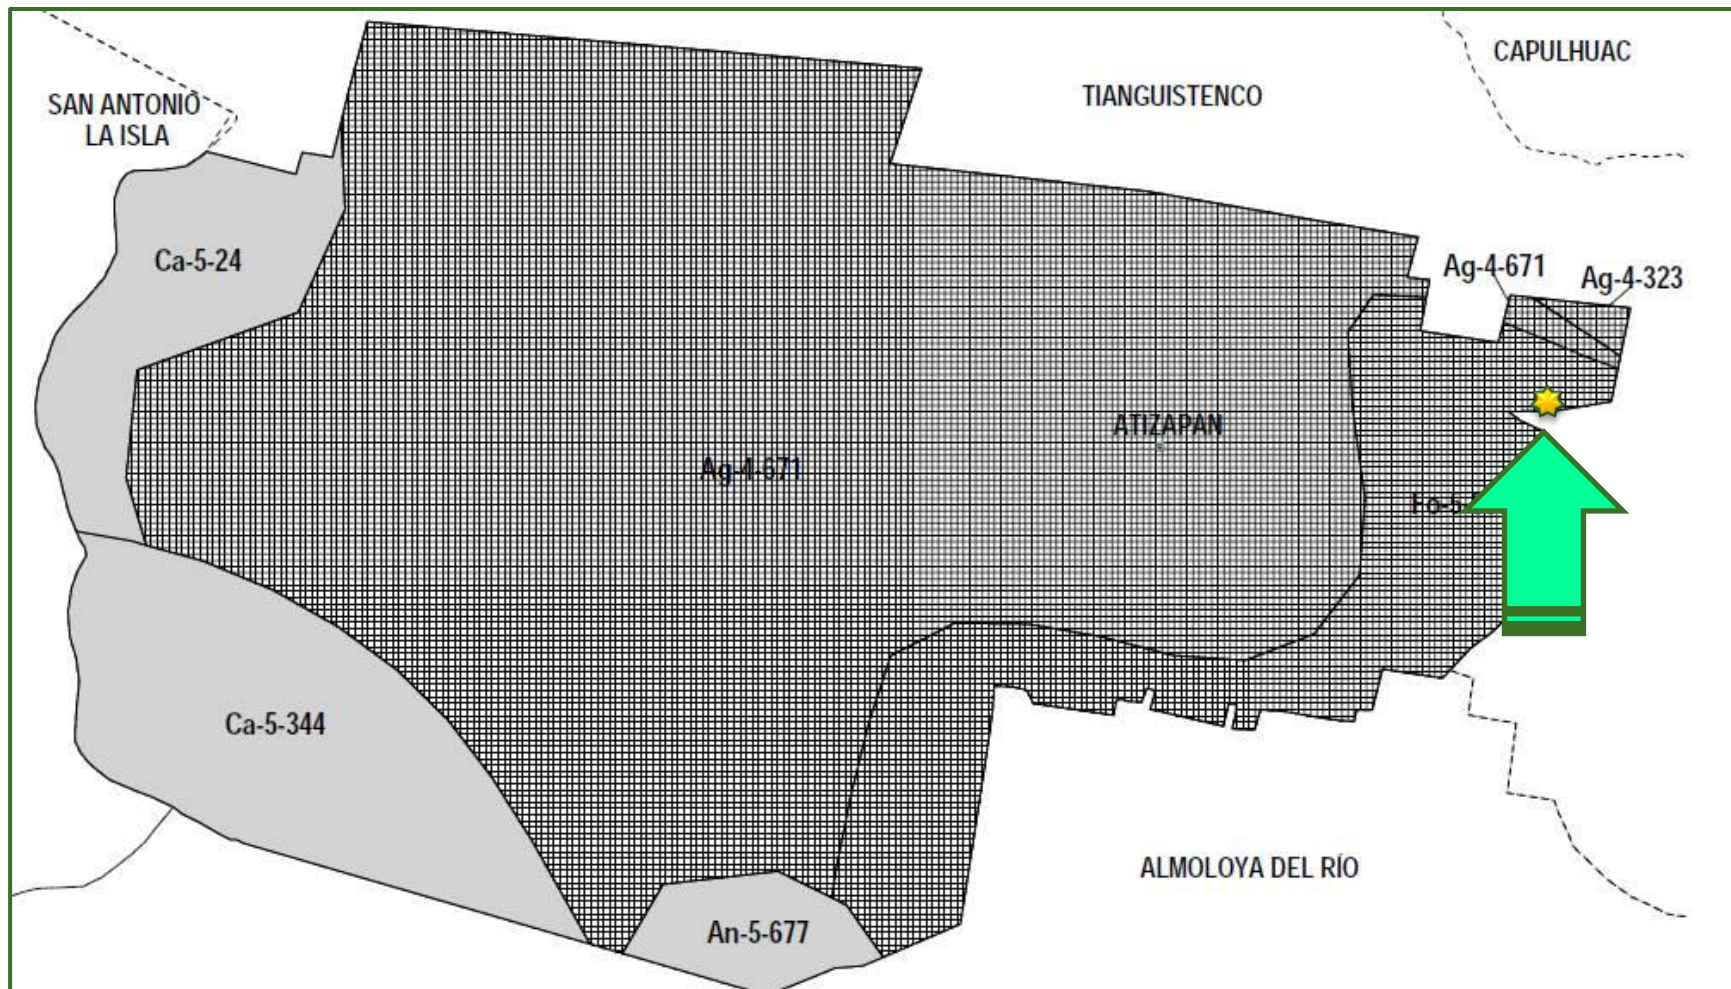 CAPULHUAC
SAN ANTONIO
LA ISLA
TIANGUISTENCO
Ca-5-24
Ag-4-671
Ag-4-323
ATIZAPAN
Ag-4-671
Ca-5-344
ALMOLOYA DEL RÍO
An-5-677